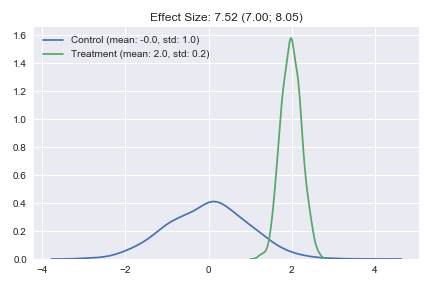 Effect Size: 7.52 (7.00; 8.05)
Control (mean: -0.0, std: 1.0)
Treatment (mean: 2.0, std: 0.2)
1.6
1.4
1.2
1.0
0.8
0.6
0.4
0.2
0.0
−4 −2 0 2 4